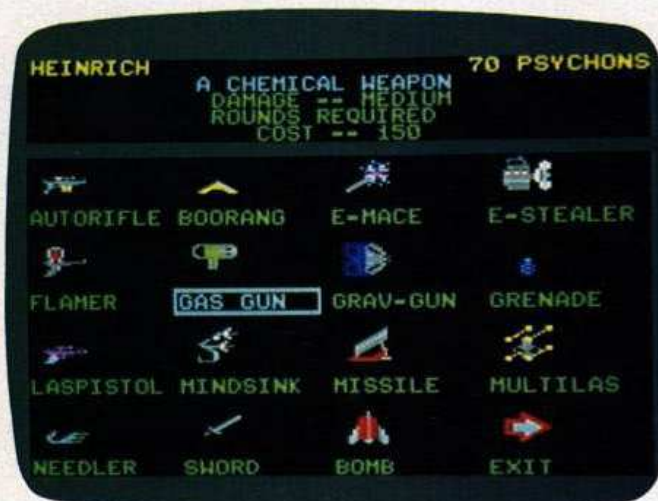 HEINRICH 70 PSYCHONS
A CHEMICAL WEAPON
DAMAGE -- MEDIUM
ROUNDS REQUIRED
COST -- 150
AUTORIFLE BOORANG E-MACE E-STEALER
FLAMER GAS GUN GRAV-GUN GRENADE
LASPISTOL MINDSINK MISSILE MULTILAS
NEEDLER SWORD BOMB EXIT